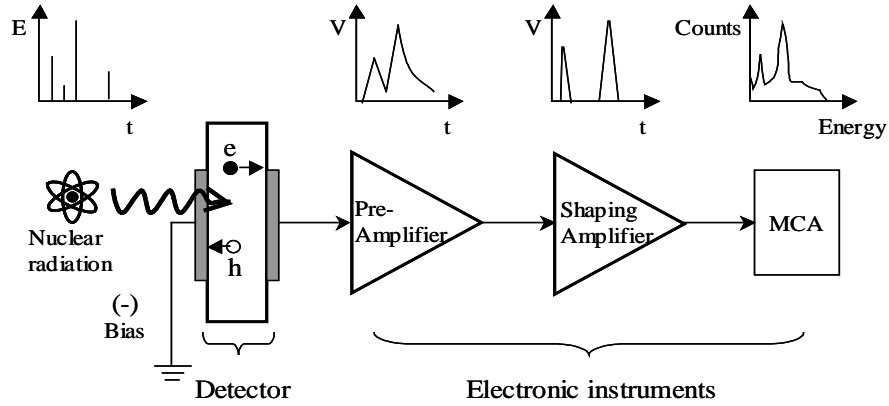 E
t
V
t
V
t
Counts
Energy
e
h
Nuclear
radiation
(-)
Bias
Pre-
Amplifier
Shaping
Amplifier
MCA
Detector
Electronic instruments